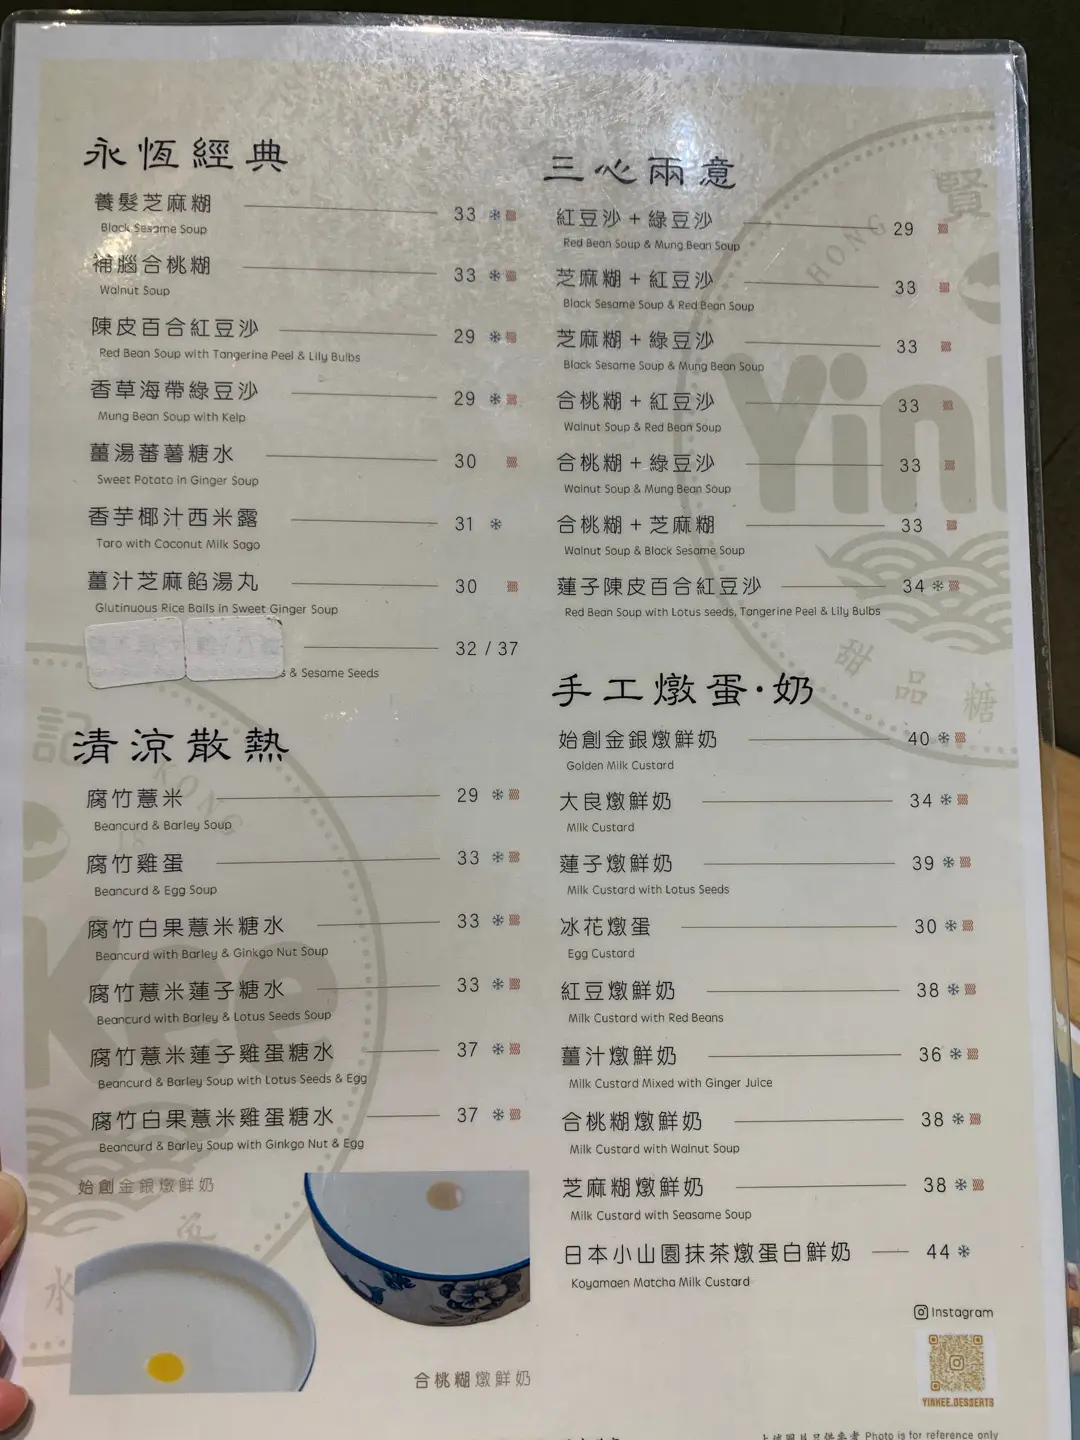 永恆經典
養髮芝麻糊 33
Black Sesame Soup
補腦合桃糊 33
Walnut Soup
陳皮百合紅豆沙 29
Red Bean Soup with Tangerine Peel & Lily Bulbs
香草海帶綠豆沙 29
Mung Bean Soup with Kelp
薑湯蕃薯糖水 30
Sweet Potato in Ginger Soup
香芋椰汁西米露 31
Taro with Coconut Milk Sago
薑汁芝麻餡湯丸 30
Glutinuous Rice Balls in Sweet Ginger Soup
32 / 37
& Sesame Seeds
清涼散熱
腐竹薏米 29
Beancurd & Barley Soup
腐竹雞蛋 33
Beancurd & Egg Soup
腐竹白果薏米糖水 33
Beancurd with Barley & Ginkgo Nut Soup
腐竹薏米蓮子糖水 33
Beancurd with Barley & Lotus Seeds Soup
腐竹薏米蓮子雞蛋糖水 37
Beancurd & Barley Soup with Lotus Seeds & Egg
腐竹白果薏米雞蛋糖水 37
Beancurd & Barley Soup with Ginkgo Nut & Egg
始創金銀燉鮮奶
合桃糊燉鮮奶
三心兩意
紅豆沙+綠豆沙 29
Red Bean Soup & Mung Bean Soup
芝麻糊+紅豆沙 33
Black Sesame Soup & Red Bean Soup
芝麻糊+綠豆沙 33
Black Sesame Soup & Mung Bean Soup
合桃糊+紅豆沙 33
Walnut Soup & Red Bean Soup
合桃糊+綠豆沙 33
Walnut Soup & Mung Bean Soup
合桃糊+芝麻糊 33
Walnut Soup & Black Sesame Soup
蓮子陳皮百合紅豆沙 34
Red Bean Soup with Lotus seeds, Tangerine Peel & Lily Bulbs
手工燉蛋·奶
始創金銀燉鮮奶 40
Golden Milk Custard
大良燉鮮奶 34
Milk Custard
蓮子燉鮮奶 39
Milk Custard with Lotus Seeds
冰花燉蛋 30
Egg Custard
紅豆燉鮮奶 38
Milk Custard with Red Beans
薑汁燉鮮奶 36
Milk Custard Mixed with Ginger Juice
合桃糊燉鮮奶 38
Milk Custard with Walnut Soup
芝麻糊燉鮮奶 38
Milk Custard with Seasame Soup
日本小山園抹茶燉蛋白鮮奶 44
Koyamaen Matcha Milk Custard
Instagram
YINKEE.DESSERTS
Photo is for reference only
賢
HONG
Yin
甜品糖
記
KONG
Kee
水